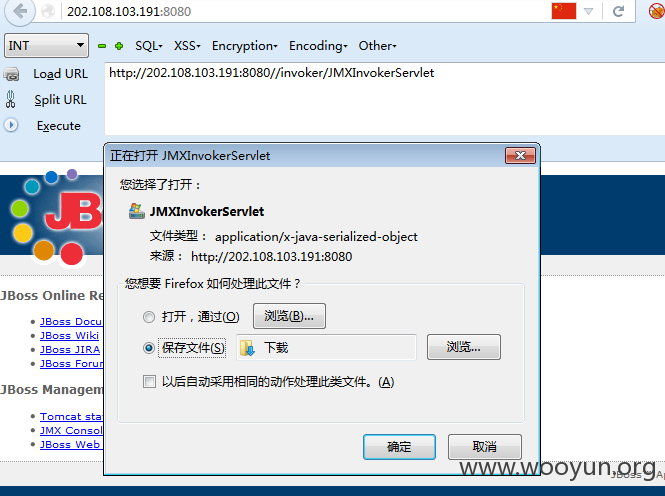 202.108.103.191:8080
INT
SQL· XSS· Encryption· Encoding· Other·
Load URL
http://202.108.103.191:8080//invoker/JMXInvokerServlet
Split URL
Execute
正在打开 JMXInvokerServlet
您选择了打开：
JMXInvokerServlet
文件类型： application/x-java-serialized-object
来源： http://202.108.103.191:8080
您想要 Firefox 如何处理此文件？
打开，通过(O)
浏览(B)...
保存文件(S)
下载
浏览...
以后自动采用相同的动作处理此类文件。(A)
确定
取消
JB
JBoss Online Re
JBoss Docu
JBoss Wiki
JBoss JIRA
JBoss Forum
JBoss Managem
Tomcat sta
JMX Consol
JBoss Web
www.wooyun.org